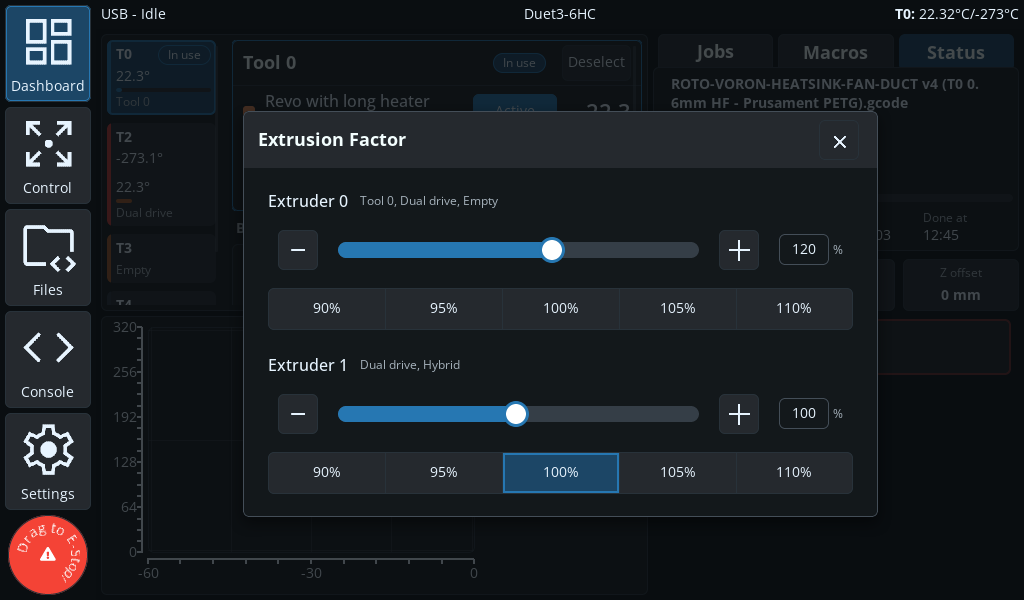 USB - Idle
Duet3-6HC
T0: 22.32°C/-273°C
Dashboard
Control
Files
Console
Settings
Drag to E-Stop!
T0
In use
22.3°
Tool 0
T2
-273.1°
22.3°
Dual drive
T3
Empty
T4
Tool 0
In use
Deselect
Revo with long heater
Active
22.3
Jobs
Macros
Status
ROTO-VORON-HEATSINK-FAN-DUCT v4 (T0 0.
6mm HF - Prusament PETG).gcode
Done at
03
12:45
Z offset
0 mm
Extrusion Factor
Extruder 0
Tool 0, Dual drive, Empty
120 %
90%
95%
100%
105%
110%
Extruder 1
Dual drive, Hybrid
100 %
90%
95%
100%
105%
110%
320
256
192
128
64
0
-60
-30
0